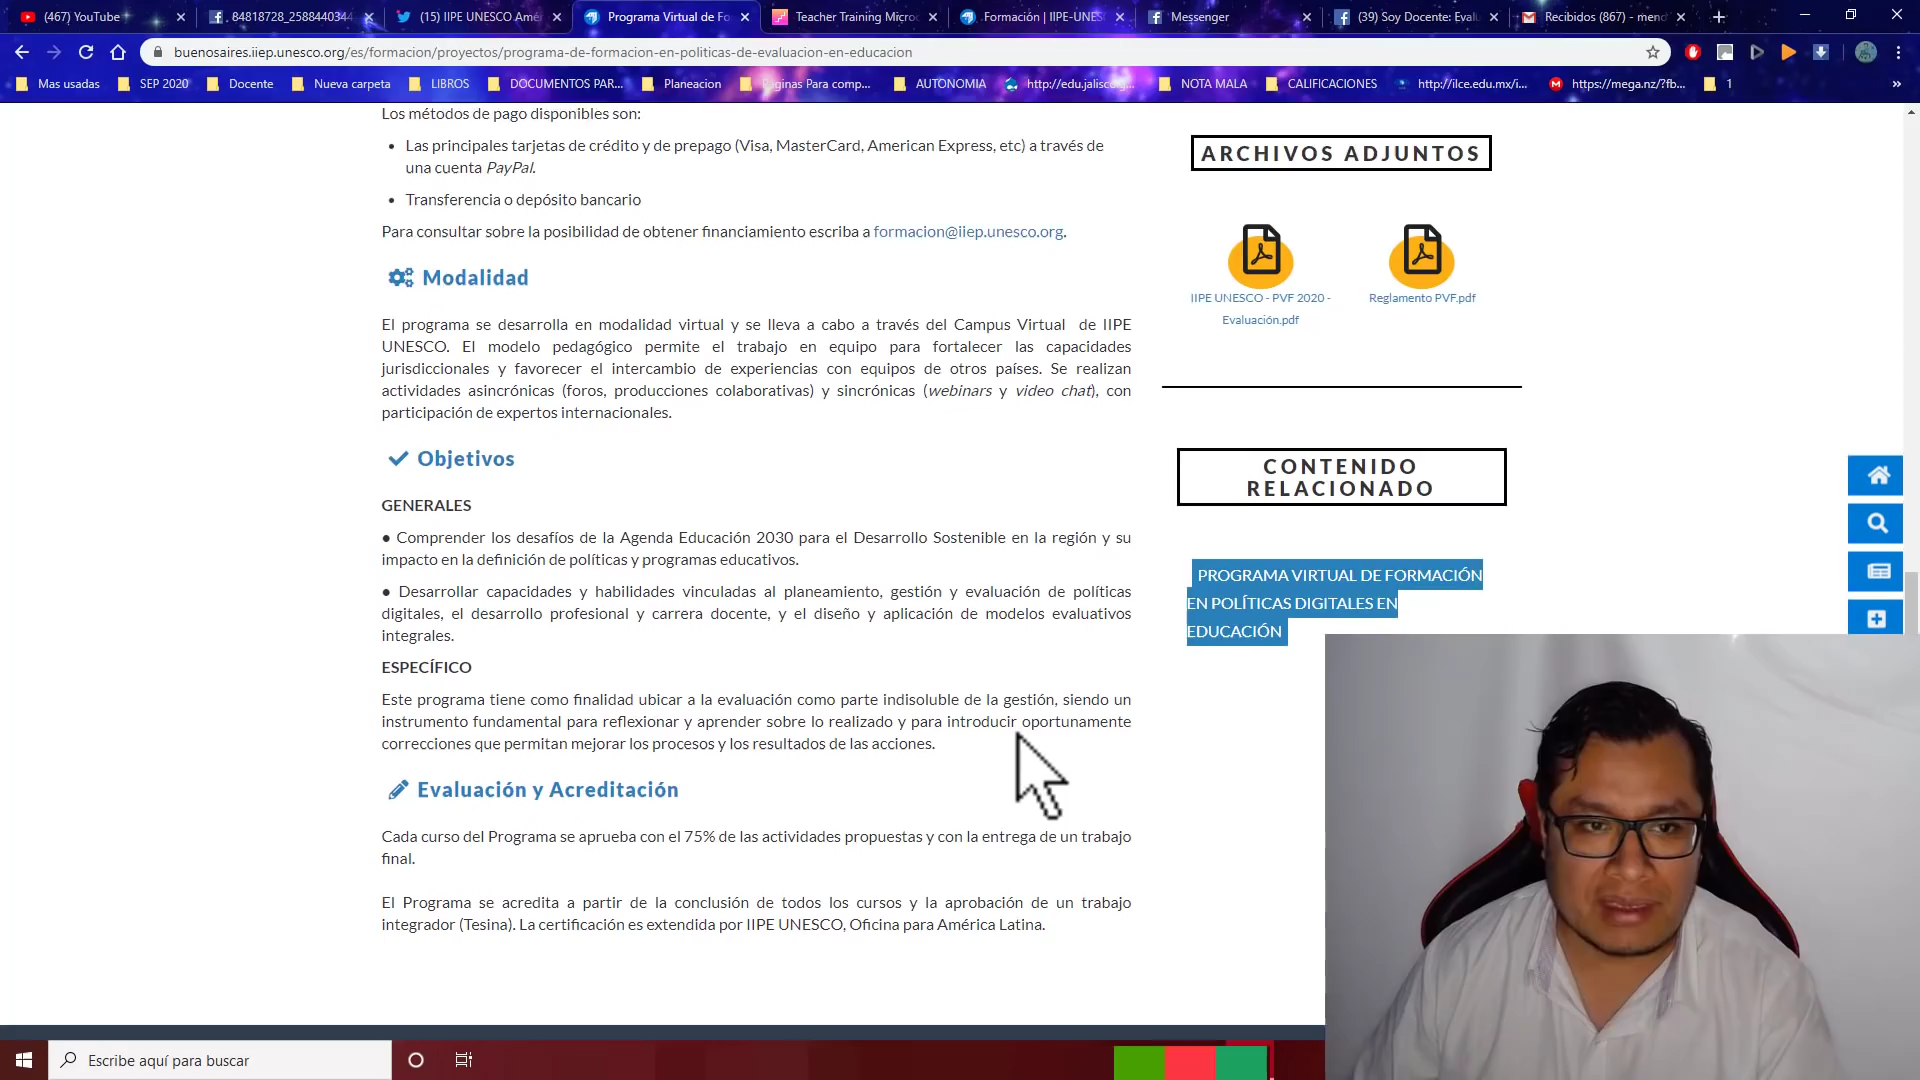 (467) YouTube
84818728_2588440344
(15) IIPE UNESCO Amé
Programa Virtual de Fo
Teacher Training Microc
Formación | IIPE-UNES
Messenger
(39) Soy Docente: Eval
Recibidos (867) - mend
buenosaires.iiep.unesco.org/es/formacion/proyectos/programa-de-formacion-en-politicas-de-evaluacion-en-educacion
Mas usadas
SEP 2020
Docente
Nueva carpeta
LIBROS
DOCUMENTOS PAR...
Planeacion
Paginas Para comp...
AUTONOMIA
http://edu.jalisco.g...
NOTA MALA
CALIFICACIONES
http://ilce.edu.mx/i...
https://mega.nz/?fb...
1
»
Los métodos de pago disponibles son:
• Las principales tarjetas de crédito y de prepago (Visa, MasterCard, American Express, etc) a través de
una cuenta PayPal.
• Transferencia o depósito bancario
Para consultar sobre la posibilidad de obtener financiamiento escriba a formacion@iiep.unesco.org.
Modalidad
El programa se desarrolla en modalidad virtual y se lleva a cabo a través del Campus Virtual de IIPE
UNESCO. El modelo pedagógico permite el trabajo en equipo para fortalecer las capacidades
jurisdiccionales y favorecer el intercambio de experiencias con equipos de otros países. Se realizan
actividades asincrónicas (foros, producciones colaborativas) y sincrónicas (webinars y video chat), con
participación de expertos internacionales.
Objetivos
GENERALES
● Comprender los desafíos de la Agenda Educación 2030 para el Desarrollo Sostenible en la región y su
impacto en la definición de políticas y programas educativos.
● Desarrollar capacidades y habilidades vinculadas al planeamiento, gestión y evaluación de políticas
digitales, el desarrollo profesional y carrera docente, y el diseño y aplicación de modelos evaluativos
integrales.
ESPECÍFICO
Este programa tiene como finalidad ubicar a la evaluación como parte indisoluble de la gestión, siendo un
instrumento fundamental para reflexionar y aprender sobre lo realizado y para introducir oportunamente
correcciones que permitan mejorar los procesos y los resultados de las acciones.
Evaluación y Acreditación
Cada curso del Programa se aprueba con el 75% de las actividades propuestas y con la entrega de un trabajo
final.
El Programa se acredita a partir de la conclusión de todos los cursos y la aprobación de un trabajo
integrador (Tesina). La certificación es extendida por IIPE UNESCO, Oficina para América Latina.
ARCHIVOS ADJUNTOS
IIPE UNESCO - PVF 2020 -
Evaluación.pdf
Reglamento PVF.pdf
CONTENIDO
RELACIONADO
PROGRAMA VIRTUAL DE FORMACIÓN
EN POLÍTICAS DIGITALES EN
EDUCACIÓN
Escribe aquí para buscar